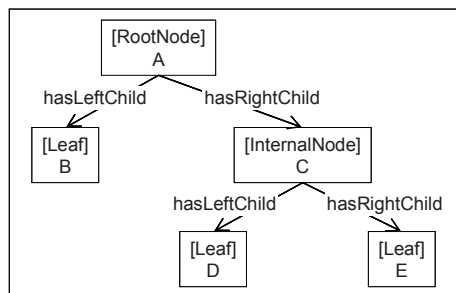 [RootNode]
A
hasLeftChild
hasRightChild
[Leaf]
B
[InternalNode]
C
hasLeftChild
hasRightChild
[Leaf]
D
[Leaf]
E